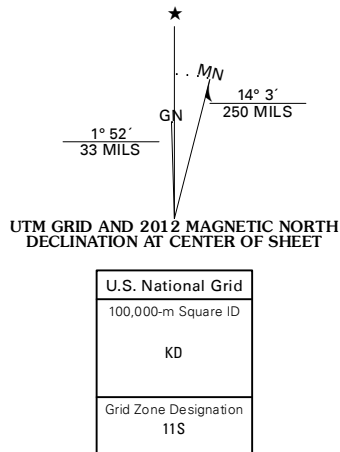 ★
MN
GN
14° 3´
250 MILS
1° 52´
33 MILS
UTM GRID AND 2012 MAGNETIC NORTH
DECLINATION AT CENTER OF SHEET
U.S. National Grid
100,000-m Square ID
KD
Grid Zone Designation
11S